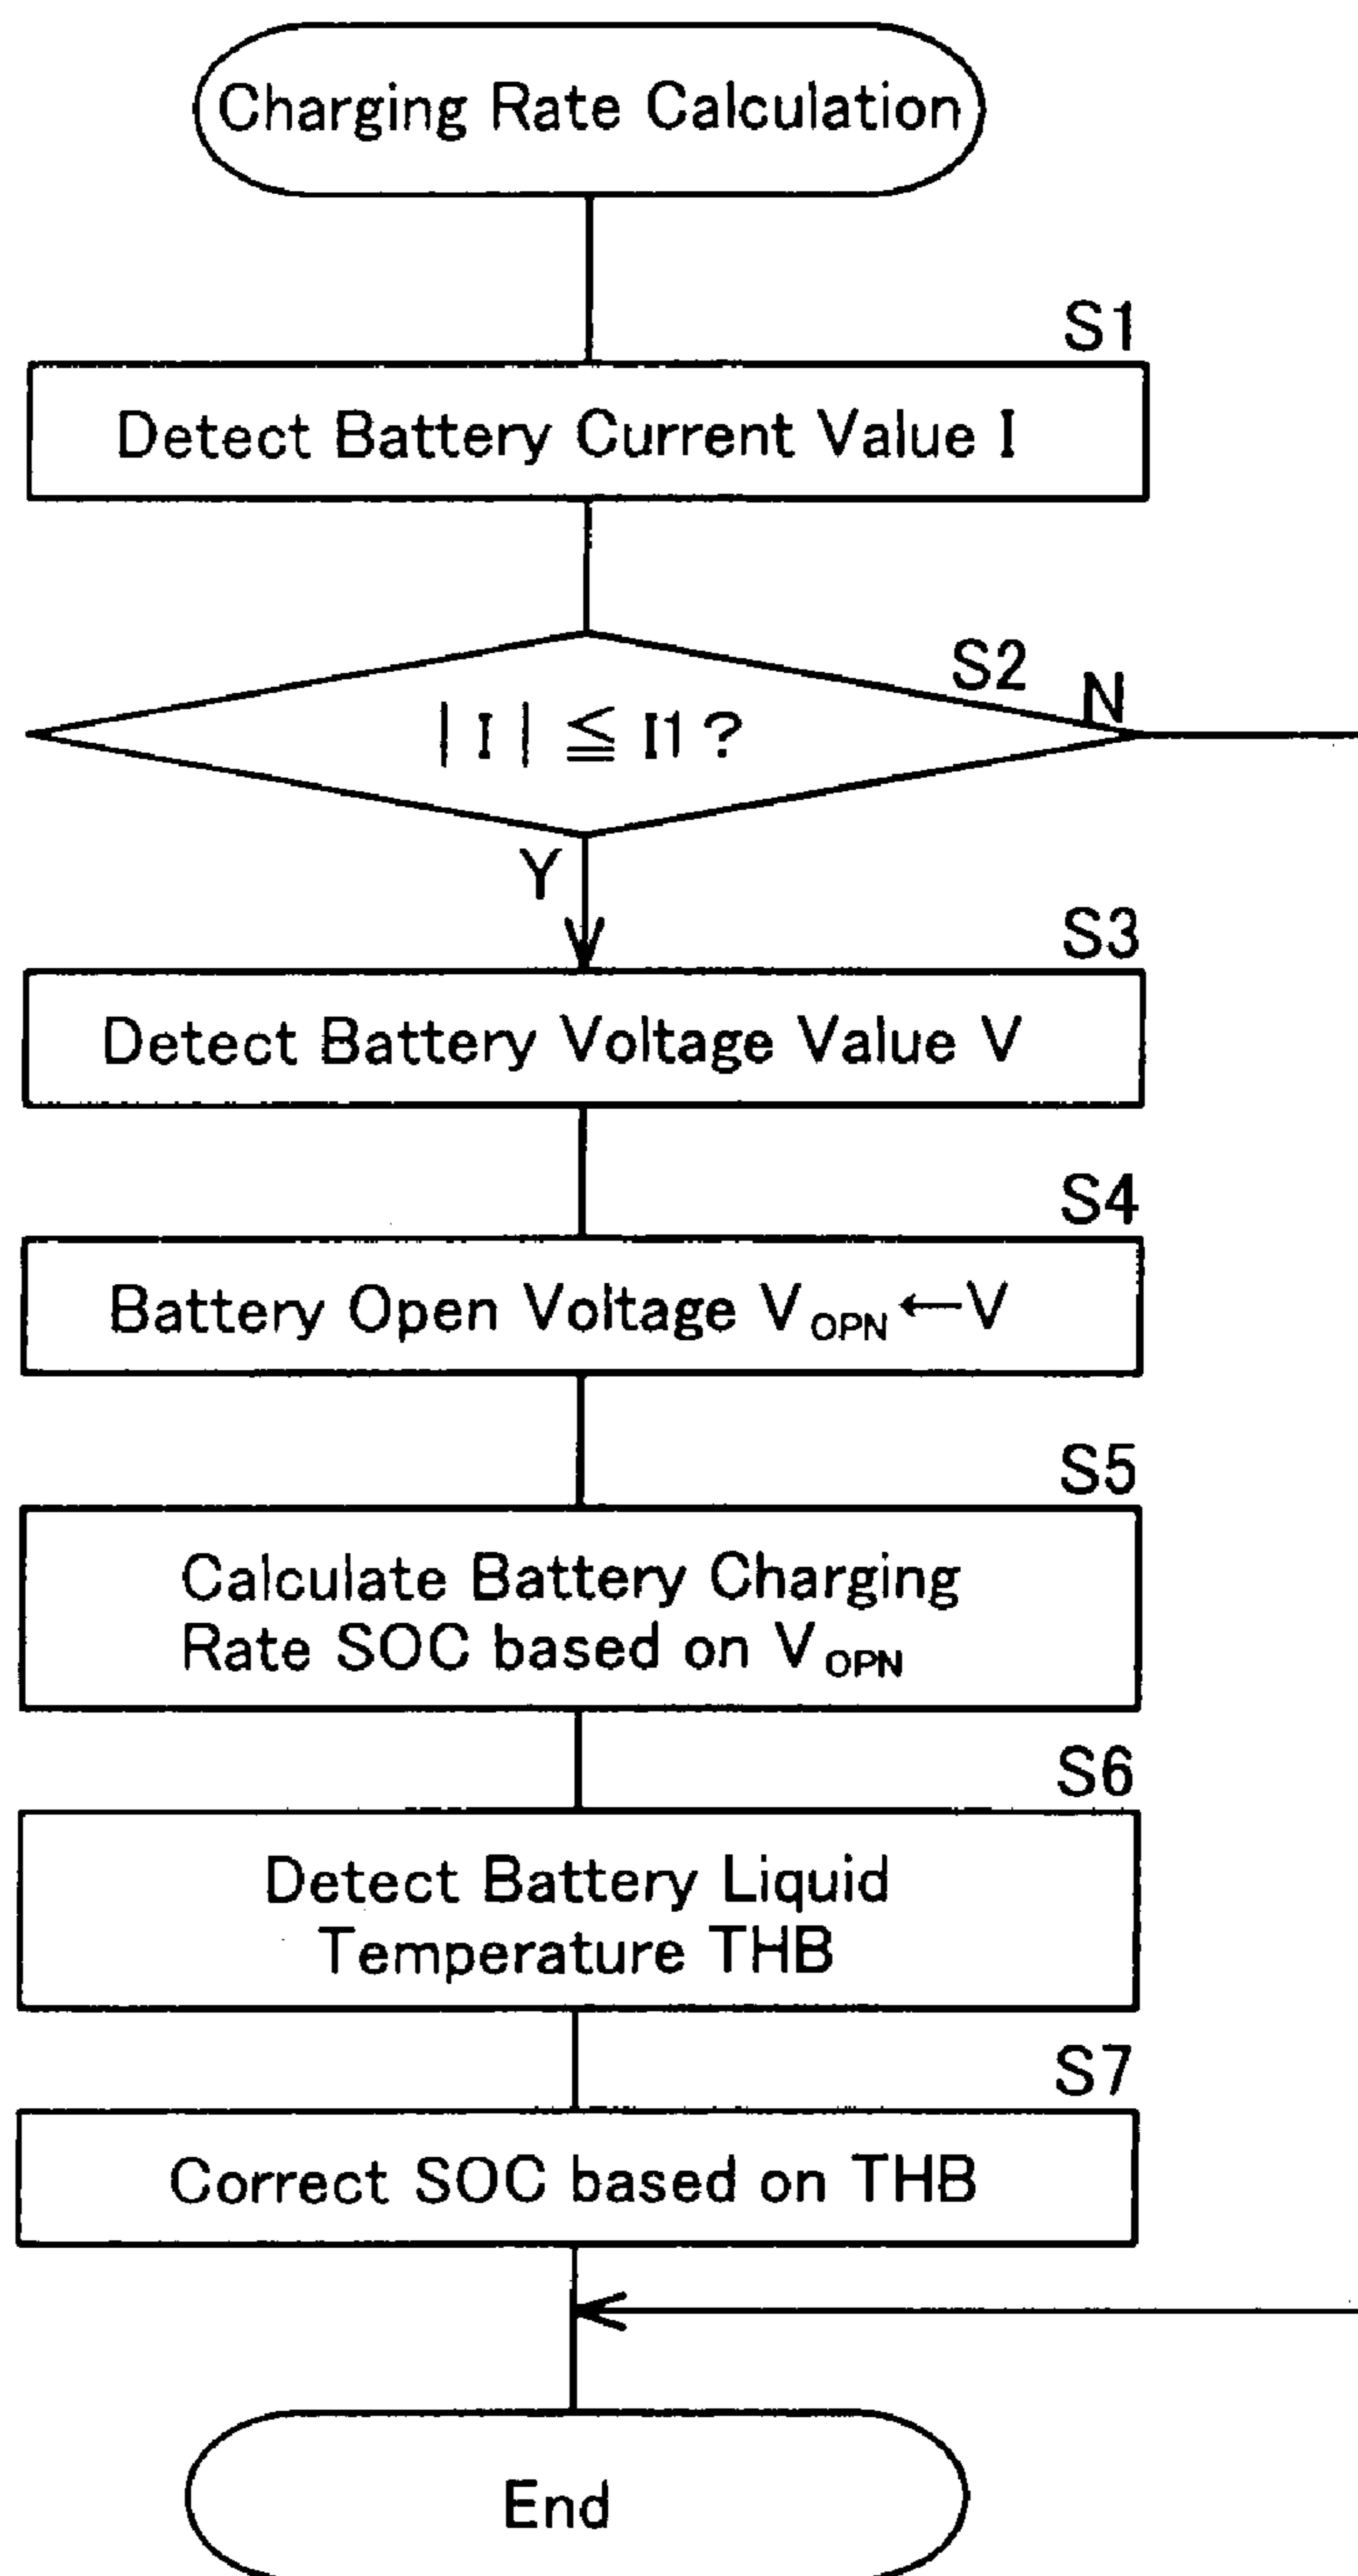 Charging Rate Calculation
S1
Detect Battery Current Value I
S2
N
| I | ≦ I1 ?
Y
S3
Detect Battery Voltage Value V
S4
Battery Open Voltage V OPN ←V
S5
Calculate Battery Charging
Rate SOC based on V OPN
S6
Detect Battery Liquid
Temperature THB
S7
Correct SOC based on THB
End